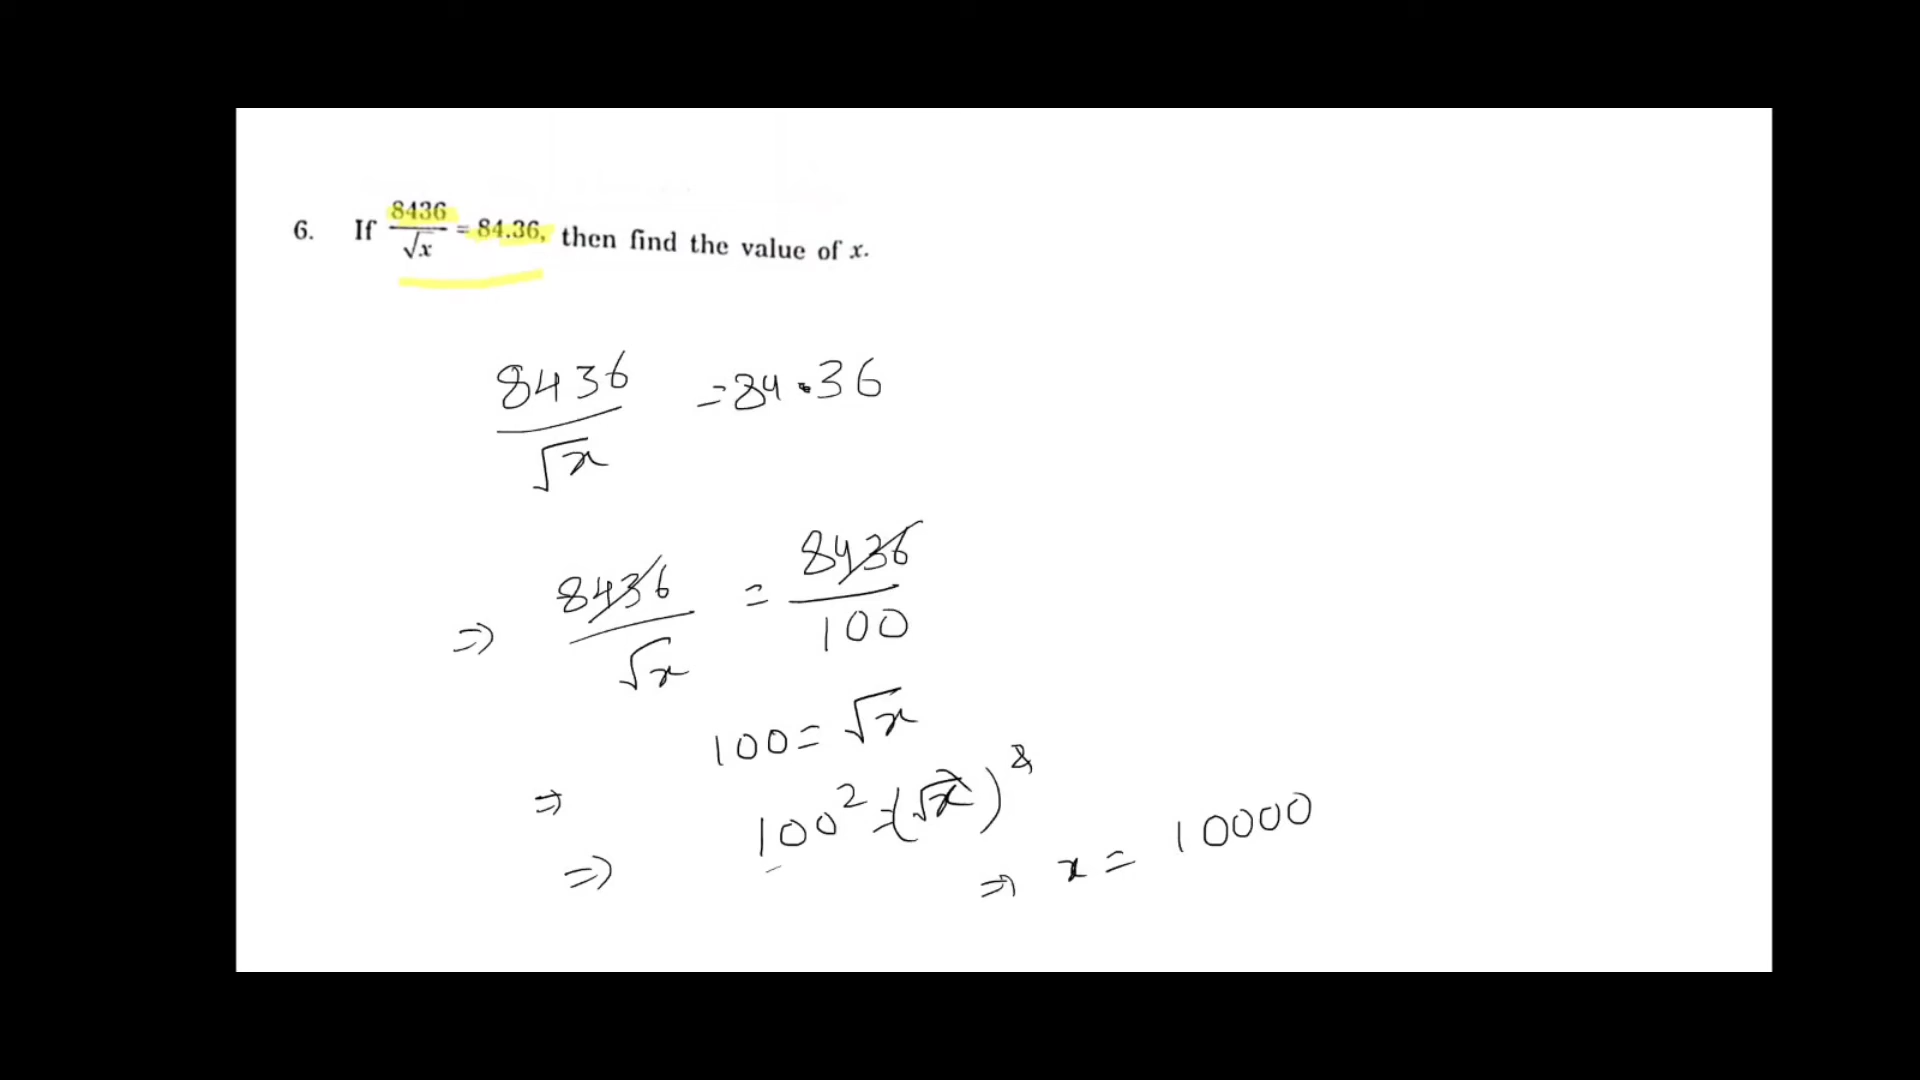 6. If 8436/√x = 84.36, then find the value of x.
8436/√x = 84.36
⇒ 8436/√x = 8436/100
100 = √x
⇒ 100² = (√x)²
⇒ ⇒ x = 10000